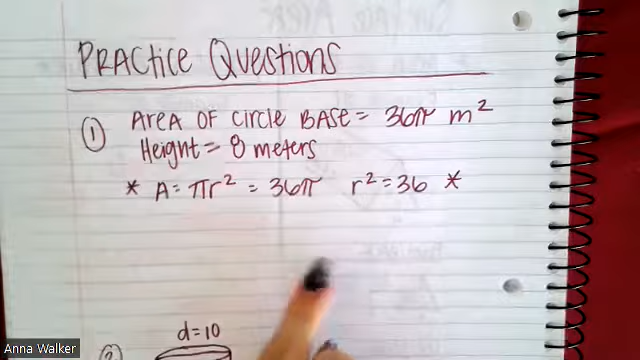 PRACtice Questions
① AREA OF CIRCLE BASE = 36π m²
Height = 8 meters
* A = πr² = 36π r² = 36 *
d=10
②
Anna Walker